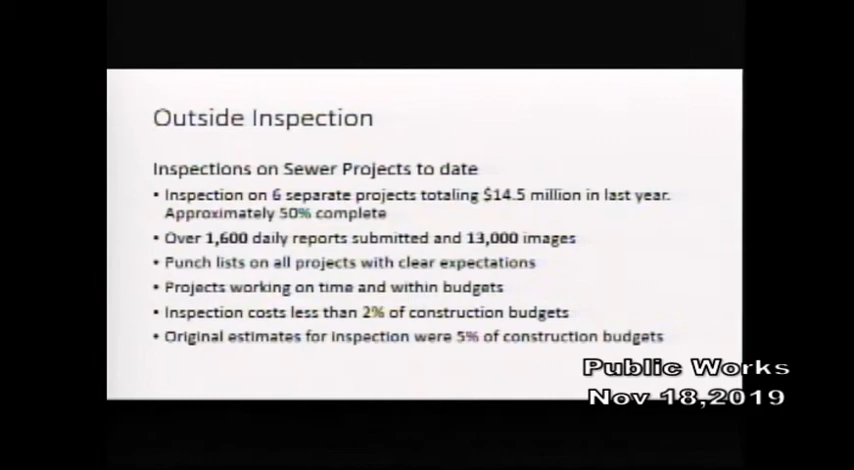 Outside Inspection
Inspections on Sewer Projects to date
• Inspection on 6 separate projects totaling $14.5 million in last year.
Approximately 50% complete
• Over 1,600 daily reports submitted and 13,000 images
• Punch lists on all projects with clear expectations
• Projects working on time and within budgets
• Inspection costs less than 2% of construction budgets
• Original estimates for inspection were 5% of construction budgets
Public Works
Nov 18,2019